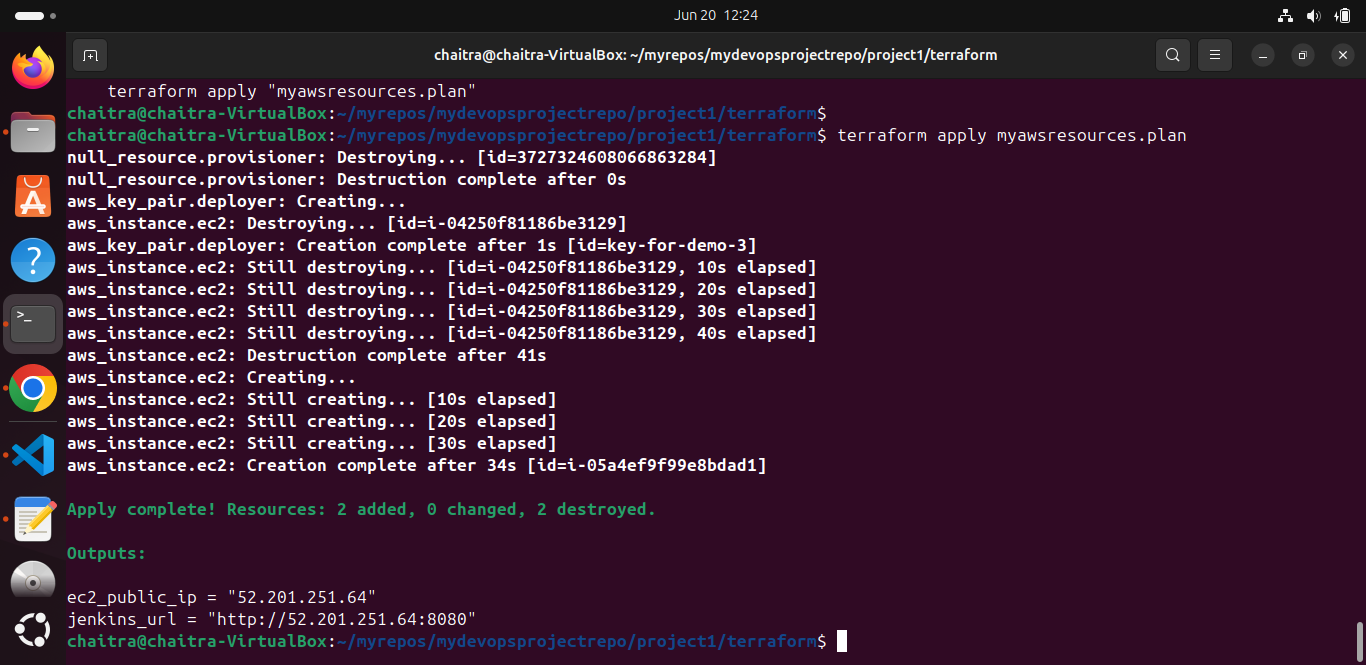 Jun 20 12:24
chaitra@chaitra-VirtualBox: ~/myrepos/mydevopsprojectrepo/project1/terraform
terraform apply "myawsresources.plan"
chaitra@chaitra-VirtualBox:~/myrepos/mydevopsprojectrepo/project1/terraform$
chaitra@chaitra-VirtualBox:~/myrepos/mydevopsprojectrepo/project1/terraform$ terraform apply myawsresources.plan
null_resource.provisioner: Destroying... [id=3727324608066863284]
null_resource.provisioner: Destruction complete after 0s
aws_key_pair.deployer: Creating...
aws_instance.ec2: Destroying... [id=i-04250f81186be3129]
aws_key_pair.deployer: Creation complete after 1s [id=key-for-demo-3]
aws_instance.ec2: Still destroying... [id=i-04250f81186be3129, 10s elapsed]
aws_instance.ec2: Still destroying... [id=i-04250f81186be3129, 20s elapsed]
aws_instance.ec2: Still destroying... [id=i-04250f81186be3129, 30s elapsed]
aws_instance.ec2: Still destroying... [id=i-04250f81186be3129, 40s elapsed]
aws_instance.ec2: Destruction complete after 41s
aws_instance.ec2: Creating...
aws_instance.ec2: Still creating... [10s elapsed]
aws_instance.ec2: Still creating... [20s elapsed]
aws_instance.ec2: Still creating... [30s elapsed]
aws_instance.ec2: Creation complete after 34s [id=i-05a4ef9f99e8bdad1]
Apply complete! Resources: 2 added, 0 changed, 2 destroyed.
Outputs:
ec2_public_ip = "52.201.251.64"
jenkins_url = "http://52.201.251.64:8080"
chaitra@chaitra-VirtualBox:~/myrepos/mydevopsprojectrepo/project1/terraform$